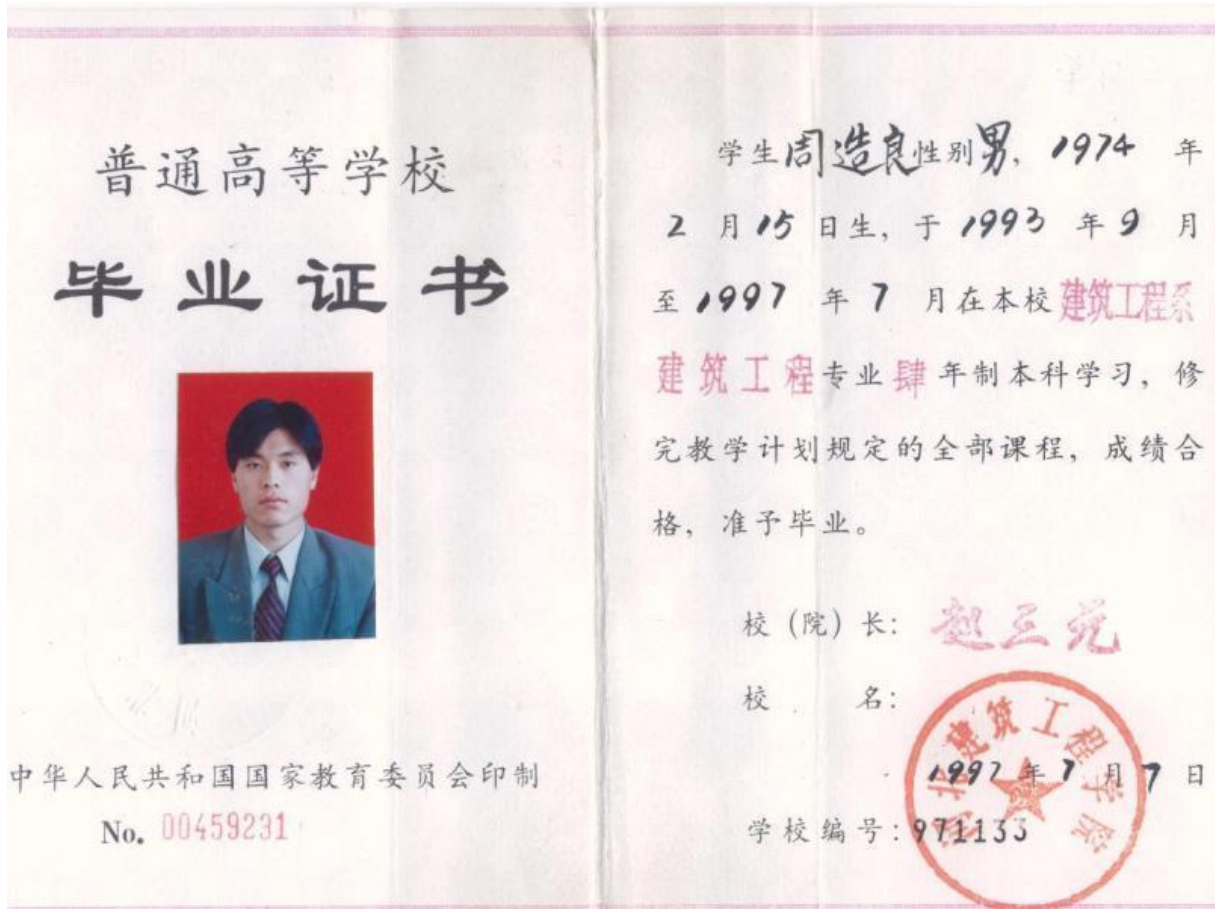 普通高等学校
毕业证书
中华人民共和国国家教育委员会印制
No. 00459231
学生周造良性别男，1974 年
2 月 15 日生，于 1993 年 9 月
至 1997 年 7 月在本校建筑工程系
建筑工程专业肆年制本科学习，修
完教学计划规定的全部课程，成绩合
格，准予毕业。
校（院）长：赵三元
校 名：
河北建筑工程学院
1997 年 7 月 7 日
学校编号：971133